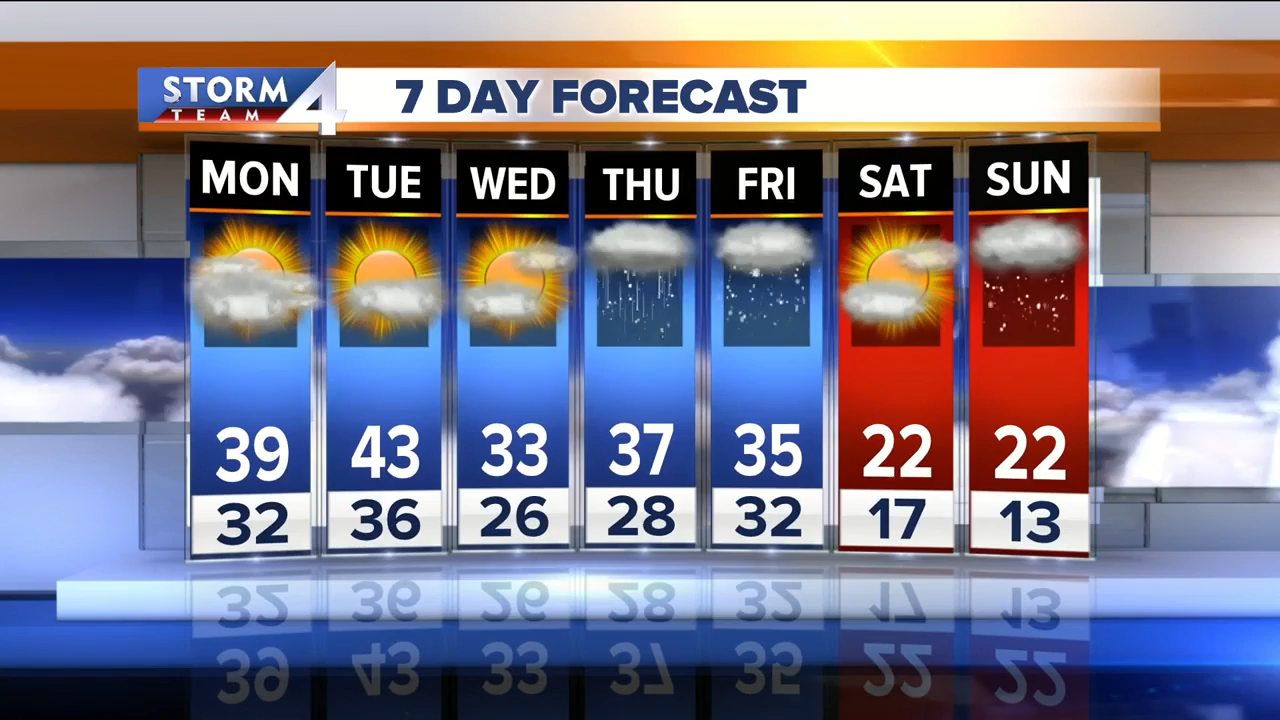 STORM
TEAM
4
7 DAY FORECAST
MON TUE WED THU FRI SAT SUN
39 43 33 37 35 22 22
32 36 26 28 32 17 13